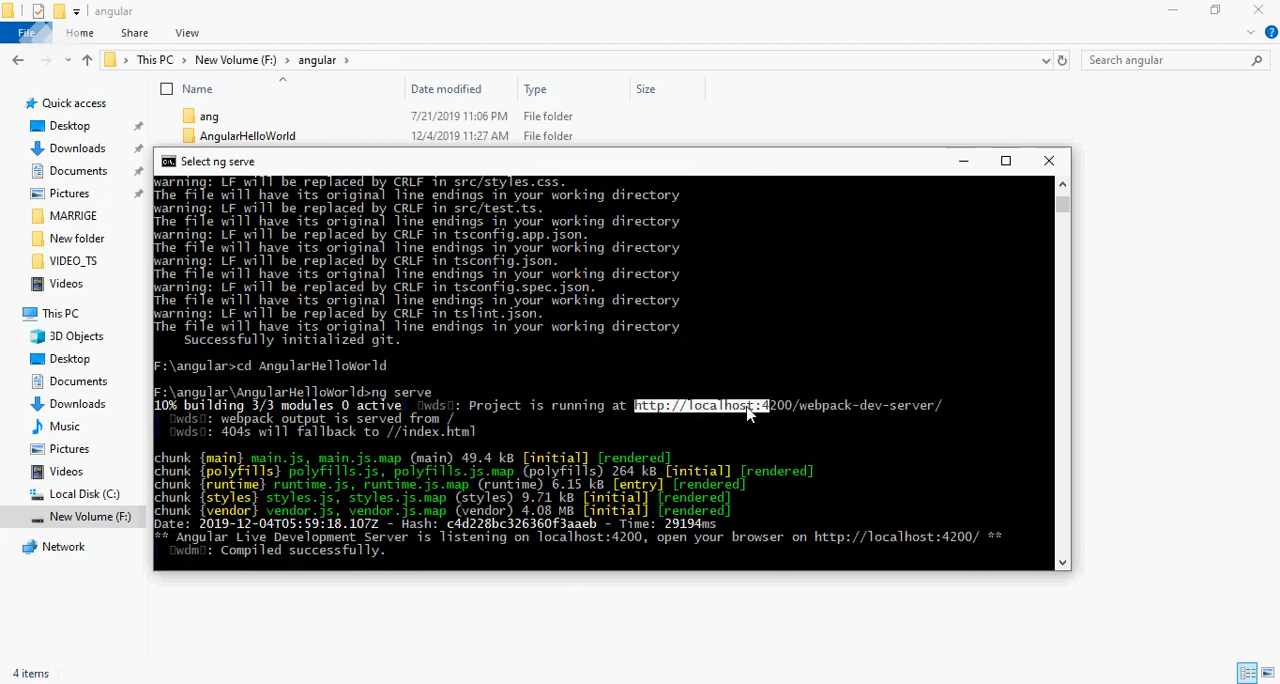 angular
File Home Share View
This PC New Volume (F:) angular
Search angular
Name Date modified Type Size
Quick access
Desktop
Downloads
Documents
Pictures
MARRIGE
New folder
VIDEO_TS
Videos
This PC
3D Objects
Desktop
Documents
Downloads
Music
Pictures
Videos
Local Disk (C:)
New Volume (F:)
Network
ang 7/21/2019 11:06 PM File folder
AngularHelloWorld 12/4/2019 11:27 AM File folder
Select ng serve
warning: LF will be replaced by CRLF in src/styles.css.
The file will have its original line endings in your working directory
warning: LF will be replaced by CRLF in src/test.ts.
The file will have its original line endings in your working directory
warning: LF will be replaced by CRLF in tsconfig.app.json.
The file will have its original line endings in your working directory
warning: LF will be replaced by CRLF in tsconfig.json.
The file will have its original line endings in your working directory
warning: LF will be replaced by CRLF in tsconfig.spec.json.
The file will have its original line endings in your working directory
warning: LF will be replaced by CRLF in tslint.json.
The file will have its original line endings in your working directory
Successfully initialized git.
F:\angular>cd AngularHelloWorld
F:\angular\AngularHelloWorld>ng serve
10% building 3/3 modules 0 active ｢wds｣: Project is running at http://localhost:4200/webpack-dev-server/
｢wds｣: webpack output is served from /
｢wds｣: 404s will fallback to //index.html
chunk {main} main.js, main.js.map (main) 49.4 kB [initial] [rendered]
chunk {polyfills} polyfills.js, polyfills.js.map (polyfills) 264 kB [initial] [rendered]
chunk {runtime} runtime.js, runtime.js.map (runtime) 6.15 kB [entry] [rendered]
chunk {styles} styles.js, styles.js.map (styles) 9.71 kB [initial] [rendered]
chunk {vendor} vendor.js, vendor.js.map (vendor) 4.08 MB [initial] [rendered]
Date: 2019-12-04T05:59:18.107Z - Hash: c4d228bc326360f3aaeb - Time: 29194ms
** Angular Live Development Server is listening on localhost:4200, open your browser on http://localhost:4200/ **
｢wdm｣: Compiled successfully.
4 items